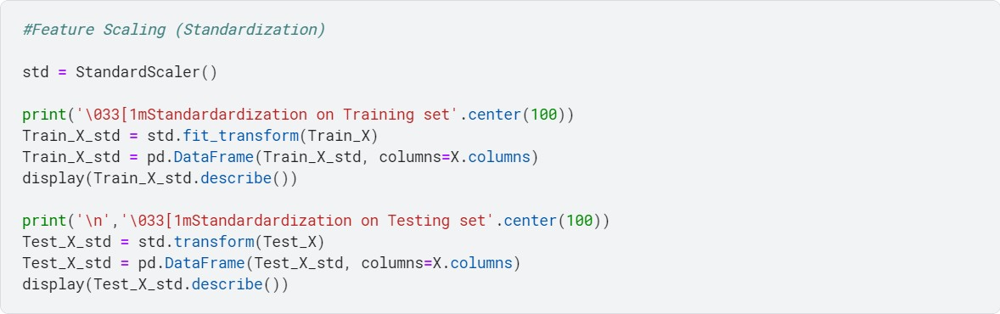 #Feature Scaling (Standardization)
std = StandardScaler()
print('\033[1mStandardardization on Training set'.center(100))
Train_X_std = std.fit_transform(Train_X)
Train_X_std = pd.DataFrame(Train_X_std, columns=X.columns)
display(Train_X_std.describe())
print('\n','\033[1mStandardardization on Testing set'.center(100))
Test_X_std = std.transform(Test_X)
Test_X_std = pd.DataFrame(Test_X_std, columns=X.columns)
display(Test_X_std.describe())